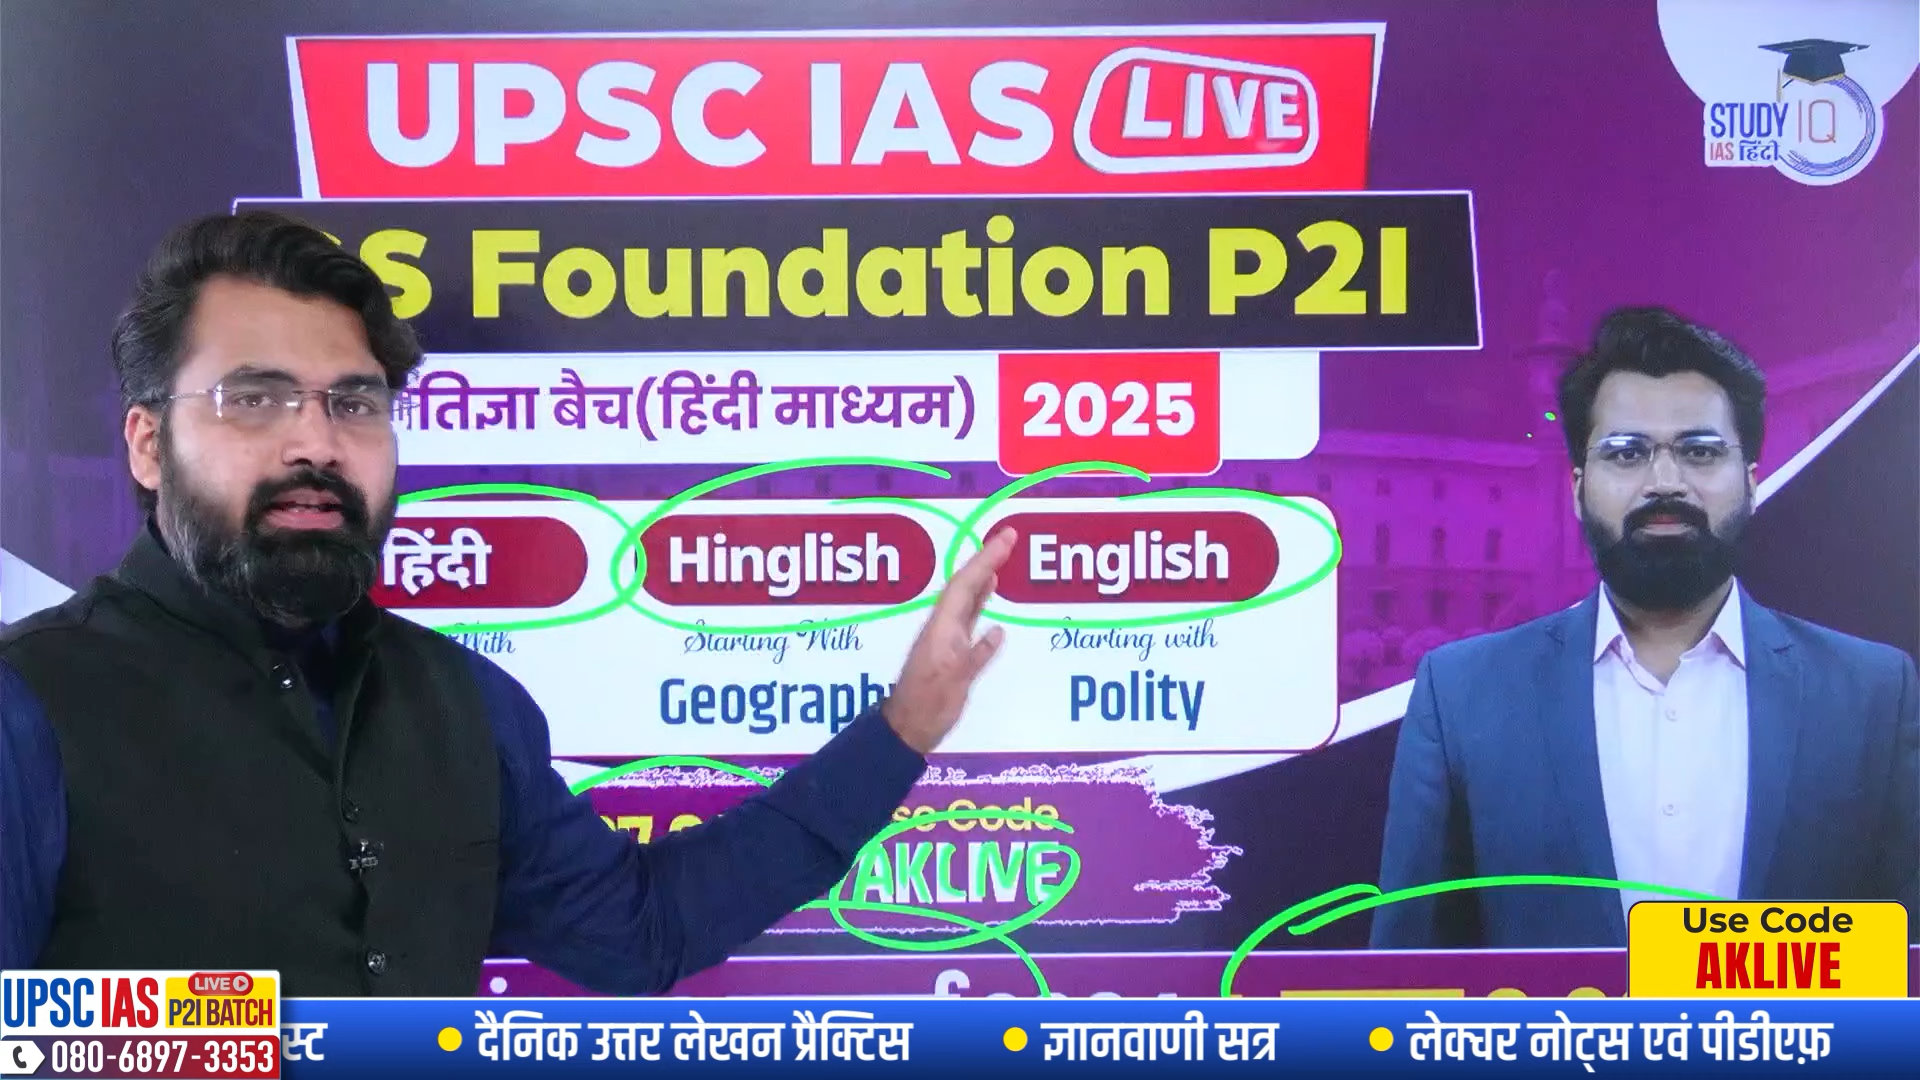 UPSC IAS LIVE
STUDY IQ
IAS हिंदी
S Foundation P2I
बैच (हिंदी माध्यम) 2025
हिंदी Hinglish English
With Starting With Starting with
Geography Polity
Use Code
AKLIVE
Use Code
AKLIVE
UPSC IAS LIVE
P2I BATCH
080-6897-3353
• दैनिक उत्तर लेखन प्रैक्टिस • ज्ञानवाणी सत्र • लेक्चर नोट्स एवं पीडीएफ़